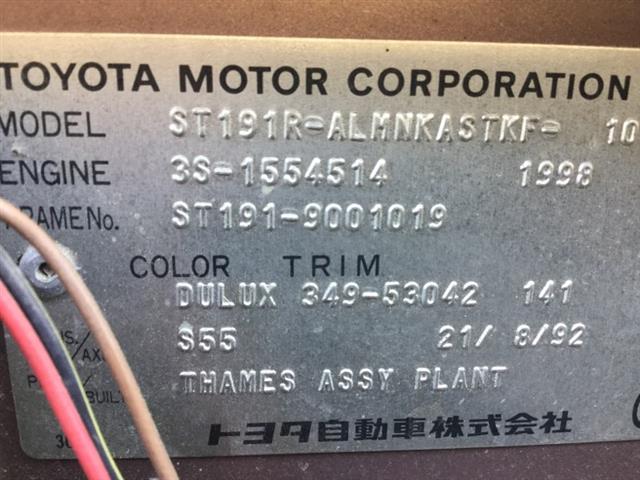 TOYOTA MOTOR CORPORATION
MODEL ST191R-ALMNKASTKF- 10
ENGINE 3S-1554514 1998
FRAME No. ST191-9001019
COLOR TRIM
DULUX 349-53042 141
S55 21/ 8/92
THAMES ASSY PLANT
BUILT
トヨタ自動車株式会社